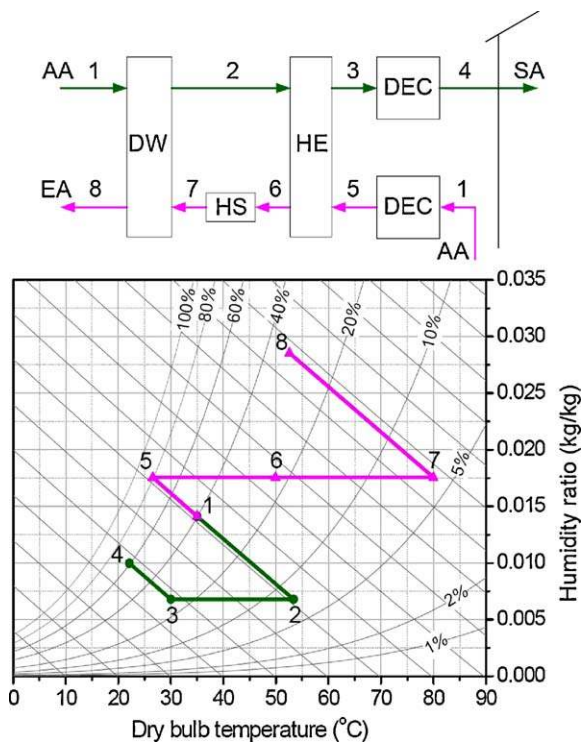 AA 1 2 3 4 SA
DW HE DEC
EA 8 7 HS 6 5 DEC 1
AA
100% 80% 60% 40% 20% 10%
5%
2%
1%
8
5 6 7
1
4
3 2
0.035
0.030
0.025
0.020
0.015
0.010
0.005
0.000
Humidity ratio (kg/kg)
0 10 20 30 40 50 60 70 80 90
Dry bulb temperature (°C)